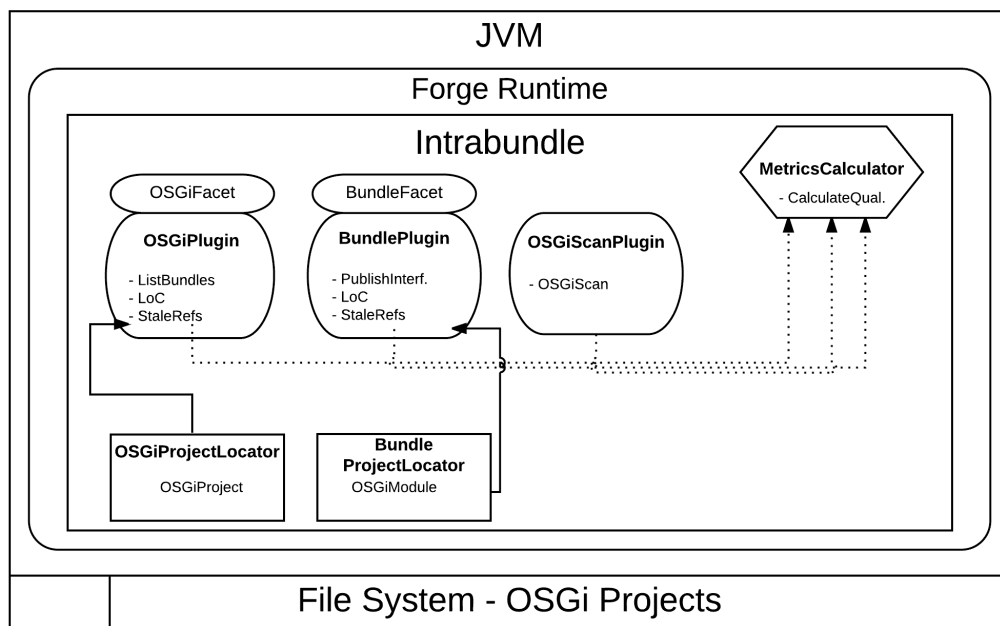 JVM
Forge Runtime
Intrabundle
OSGiFacet
OSGiPlugin
- ListBundles
- LoC
- StaleRefs
BundleFacet
BundlePlugin
- PublishInterf.
- LoC
- StaleRefs
OSGiScanPlugin
- OSGiScan
MetricsCalculator
- CalculateQual.
OSGiProjectLocator
OSGiProject
Bundle
ProjectLocator
OSGiModule
File System - OSGi Projects